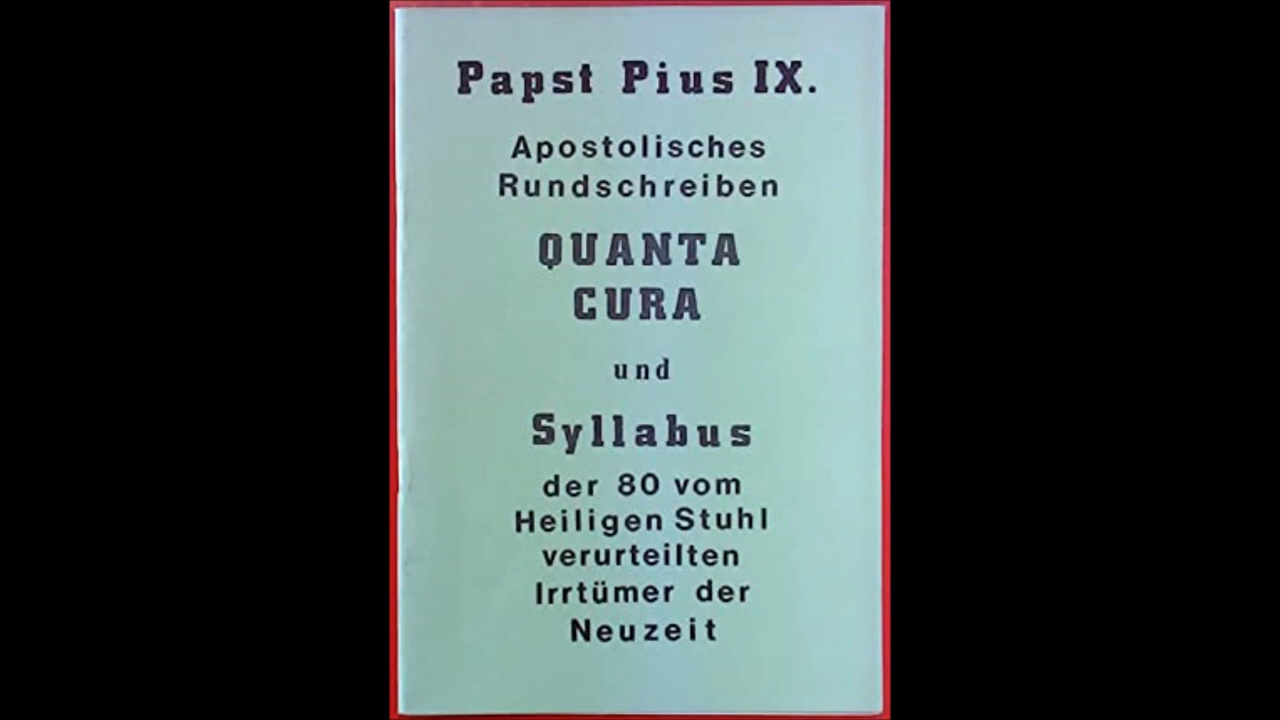 Papst Pius IX.
Apostolisches
Rundschreiben
QUANTA
CURA
und
Syllabus
der 80 vom
Heiligen Stuhl
verurteilten
Irrtümer der
Neuzeit